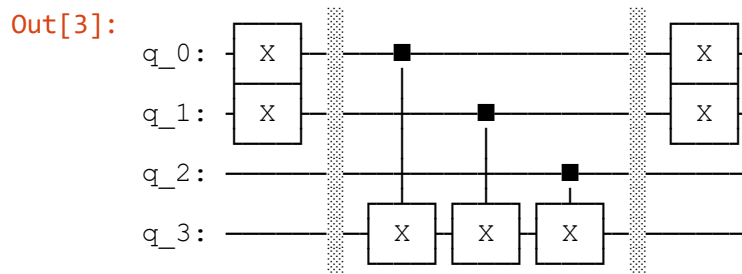 Out[3]:
q_0: X X
q_1: X X
q_2:
q_3: X X X